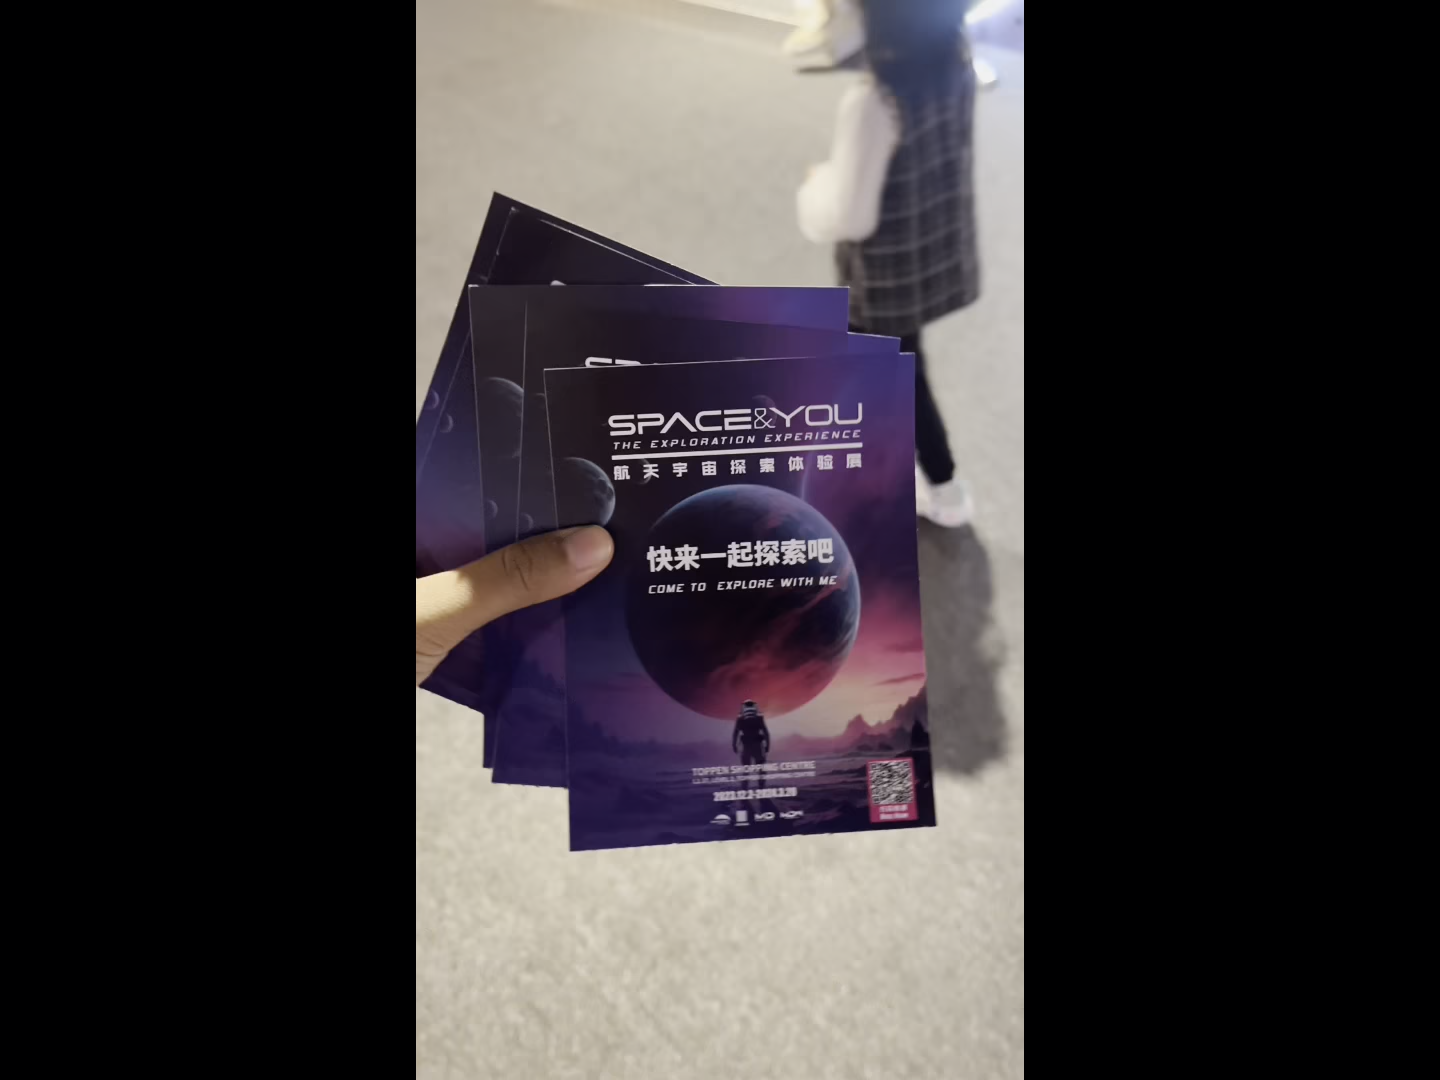 SPACE&YOU
THE EXPLORATION EXPERIENCE
航天宇宙探索体验展
快来一起探索吧
COME TO EXPLORE WITH ME
TOPPEN SHOPPING CENTRE